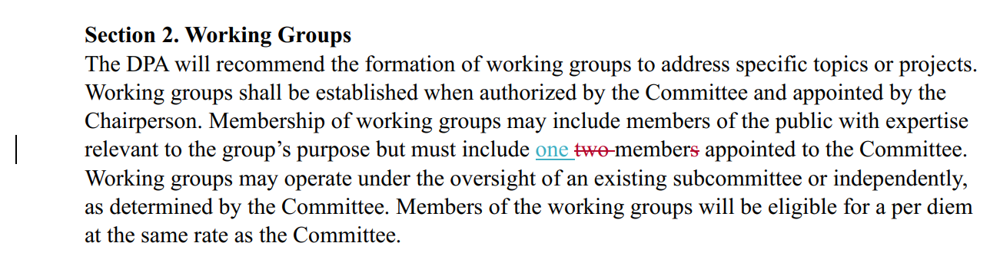 Section 2. Working Groups
The DPA will recommend the formation of working groups to address specific topics or projects.
Working groups shall be established when authorized by the Committee and appointed by the
Chairperson. Membership of working groups may include members of the public with expertise
relevant to the group’s purpose but must include one two members appointed to the Committee.
Working groups may operate under the oversight of an existing subcommittee or independently,
as determined by the Committee. Members of the working groups will be eligible for a per diem
at the same rate as the Committee.